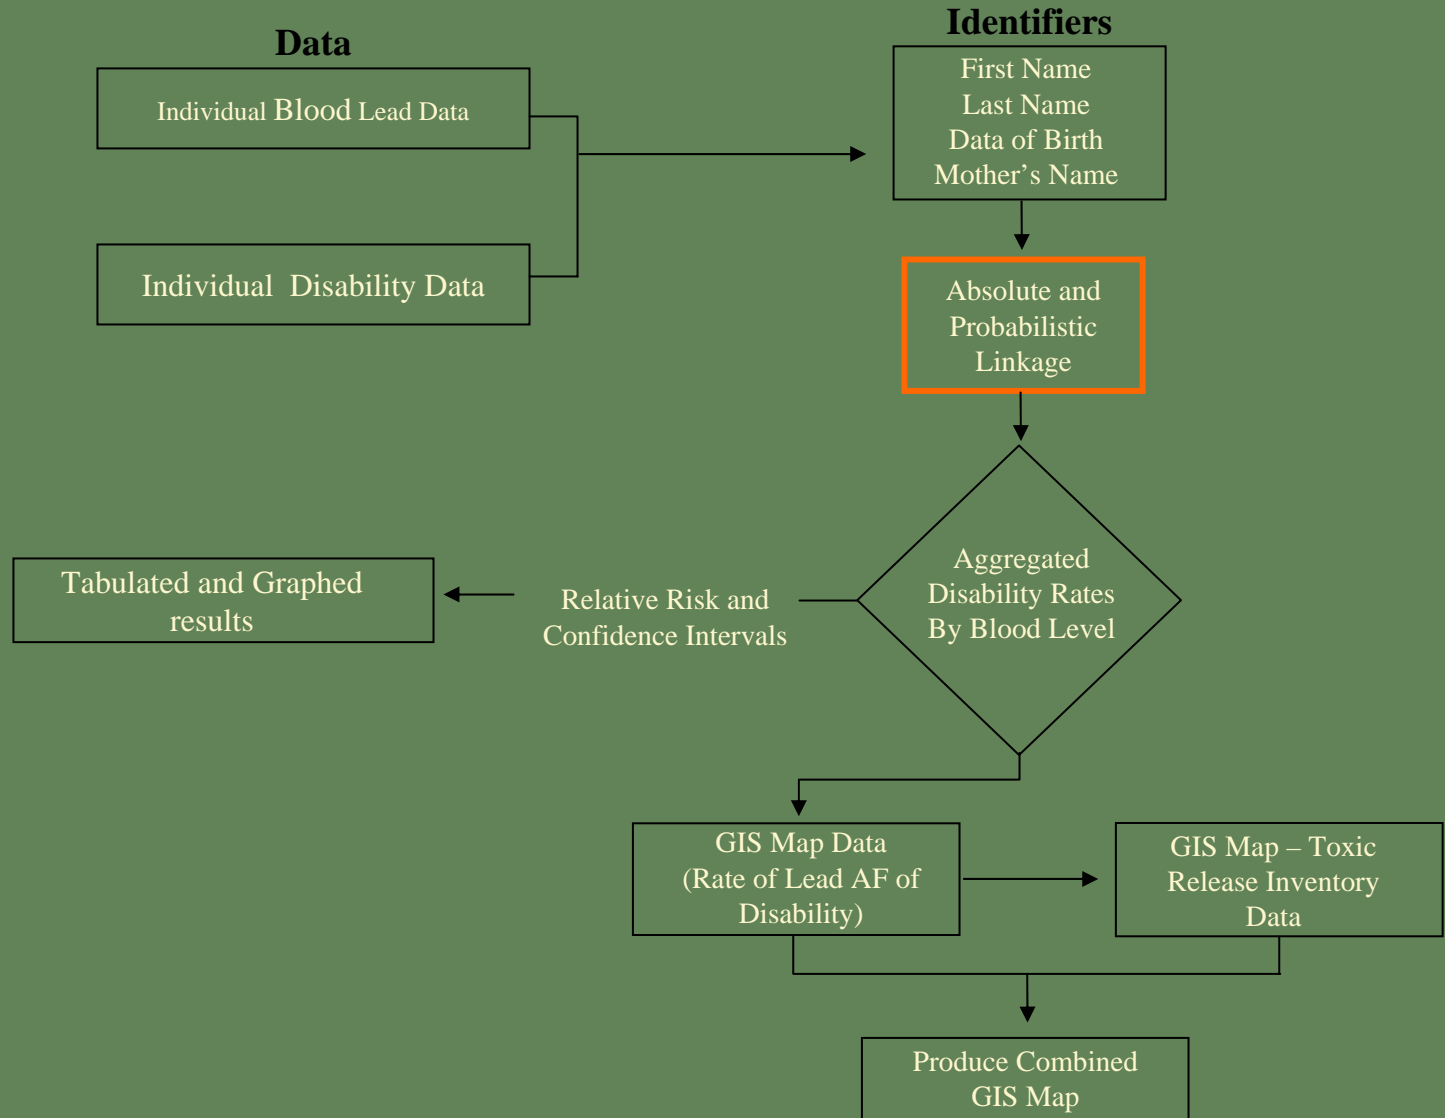 Data
Identifiers
Individual Blood Lead Data
Individual Disability Data
First Name
Last Name
Data of Birth
Mother’s Name
Absolute and
Probabilistic
Linkage
Aggregated
Disability Rates
By Blood Level
Relative Risk and
Confidence Intervals
Tabulated and Graphed
results
GIS Map Data
(Rate of Lead AF of
Disability)
GIS Map – Toxic
Release Inventory
Data
Produce Combined
GIS Map